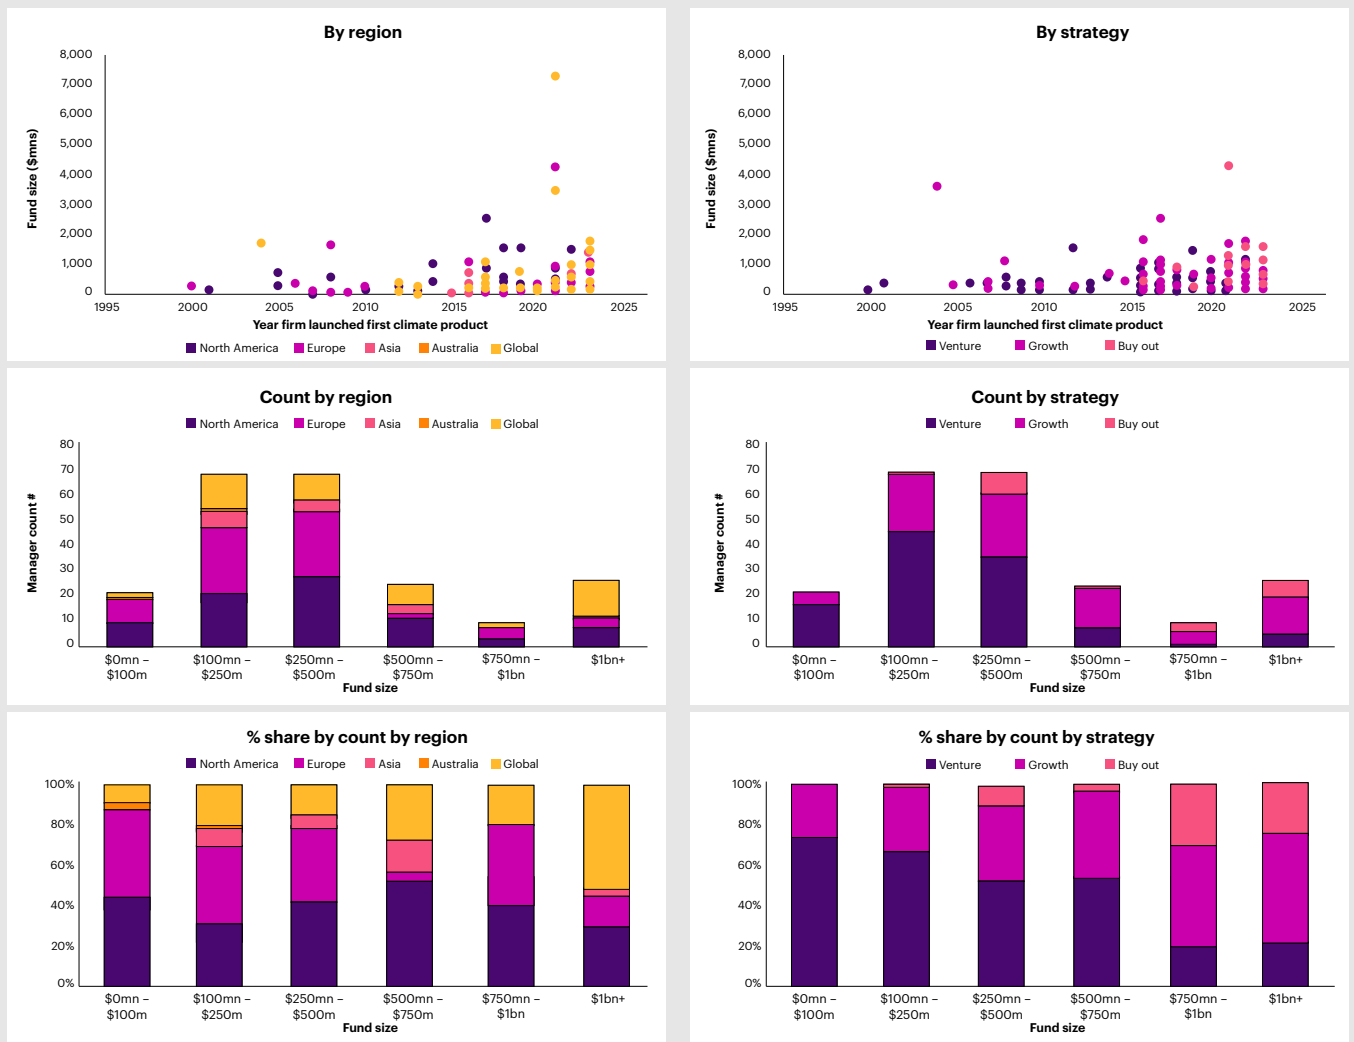 By region
8,000
7,000
6,000
5,000
4,000
3,000
2,000
1,000
0
Fund size ($mns)
1995 2000 2005 2010 2015 2020 2025
Year firm launched first climate product
North America Europe Asia Australia Global
By strategy
8,000
7,000
6,000
5,000
4,000
3,000
2,000
1,000
0
Fund size ($mns)
1995 2000 2005 2010 2015 2020 2025
Year firm launched first climate product
Venture Growth Buy out
Count by region
North America Europe Asia Australia Global
80
70
60
50
40
30
20
10
0
Manager count #
$0mn – $100mn – $250mn – $500mn – $750mn – $1bn+
$100m $250m $500m $750m $1bn
Fund size
Count by strategy
Venture Growth Buy out
80
70
60
50
40
30
20
10
0
Manager count #
$0mn – $100mn – $250mn – $500mn – $750mn – $1bn+
$100m $250m $500m $750m $1bn
Fund size
% share by count by region
North America Europe Asia Australia Global
100%
80%
60%
40%
20%
0%
$0mn – $100mn – $250mn – $500mn – $750mn – $1bn+
$100m $250m $500m $750m $1bn
Fund size
% share by count by strategy
Venture Growth Buy out
100%
80%
60%
40%
20%
0%
$0mn – $100mn – $250mn – $500mn – $750mn – $1bn+
$100m $250m $500m $750m $1bn
Fund size